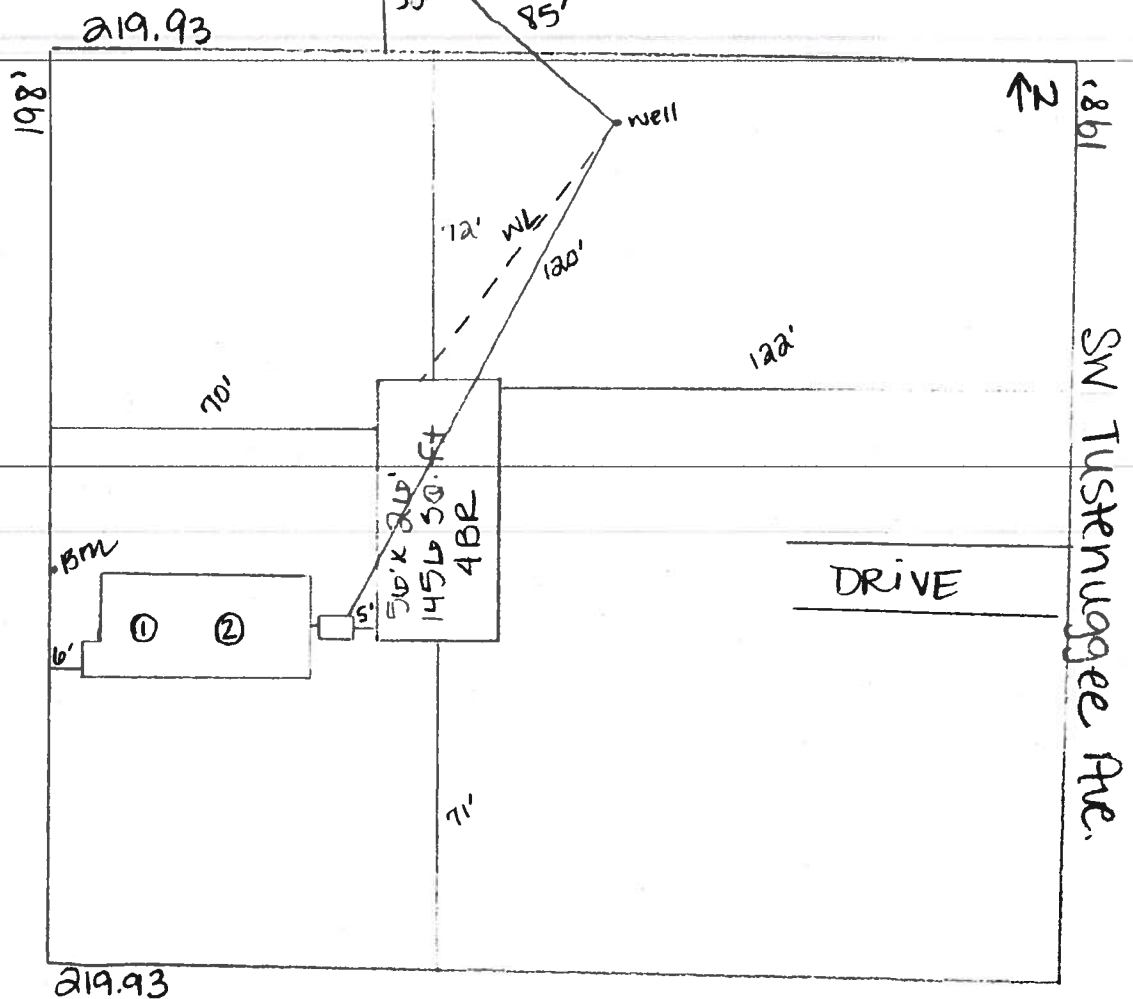 85'
219.93
198'
↑N
198'
well
72'
WL
120'
122'
70'
56' x 26'
1456 SQ. Ft
4BR
SW Tustenuggee Ave.
.BM
DRIVE
① ②
5'
6'
71'
219.93